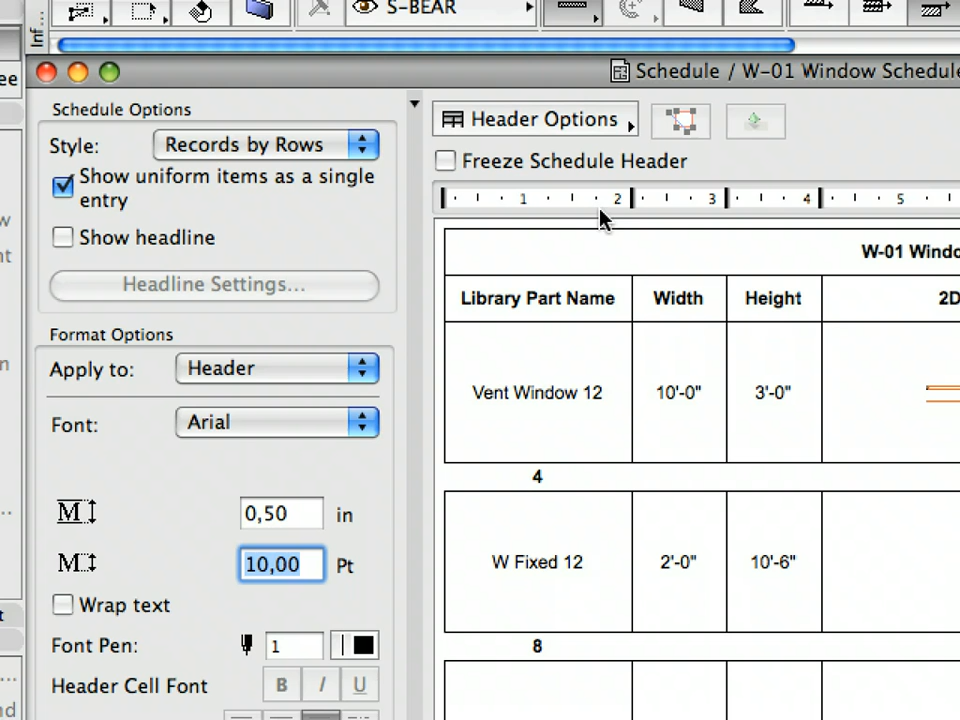 S-BEAR
Inf...
ee
Schedule / W-01 Window Schedule
Schedule Options
Style:
Records by Rows
Show uniform items as a single
entry
Show headline
Headline Settings...
Format Options
Apply to:
Header
Font:
Arial
0,50
in
10,00
Pt
Wrap text
Font Pen:
1
Header Cell Font
B
I
U
Header Options
Freeze Schedule Header
1
2
3
4
5
W-01 Windo
Library Part Name
Width
Height
2D
Vent Window 12
10'-0"
3'-0"
4
W Fixed 12
2'-0"
10'-6"
8